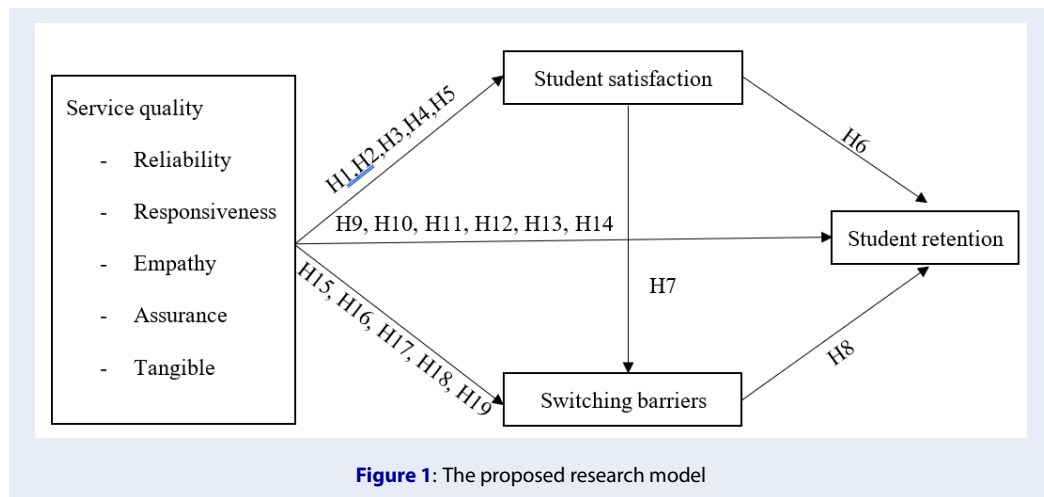 Service quality
- Reliability
- Responsiveness
- Empathy
- Assurance
- Tangible
H1,H2,H3,H4,H5
Student satisfaction
H6
H9, H10, H11, H12, H13, H14
Student retention
H7
H15, H16, H17, H18, H19
Switching barriers
H8
Figure 1: The proposed research model